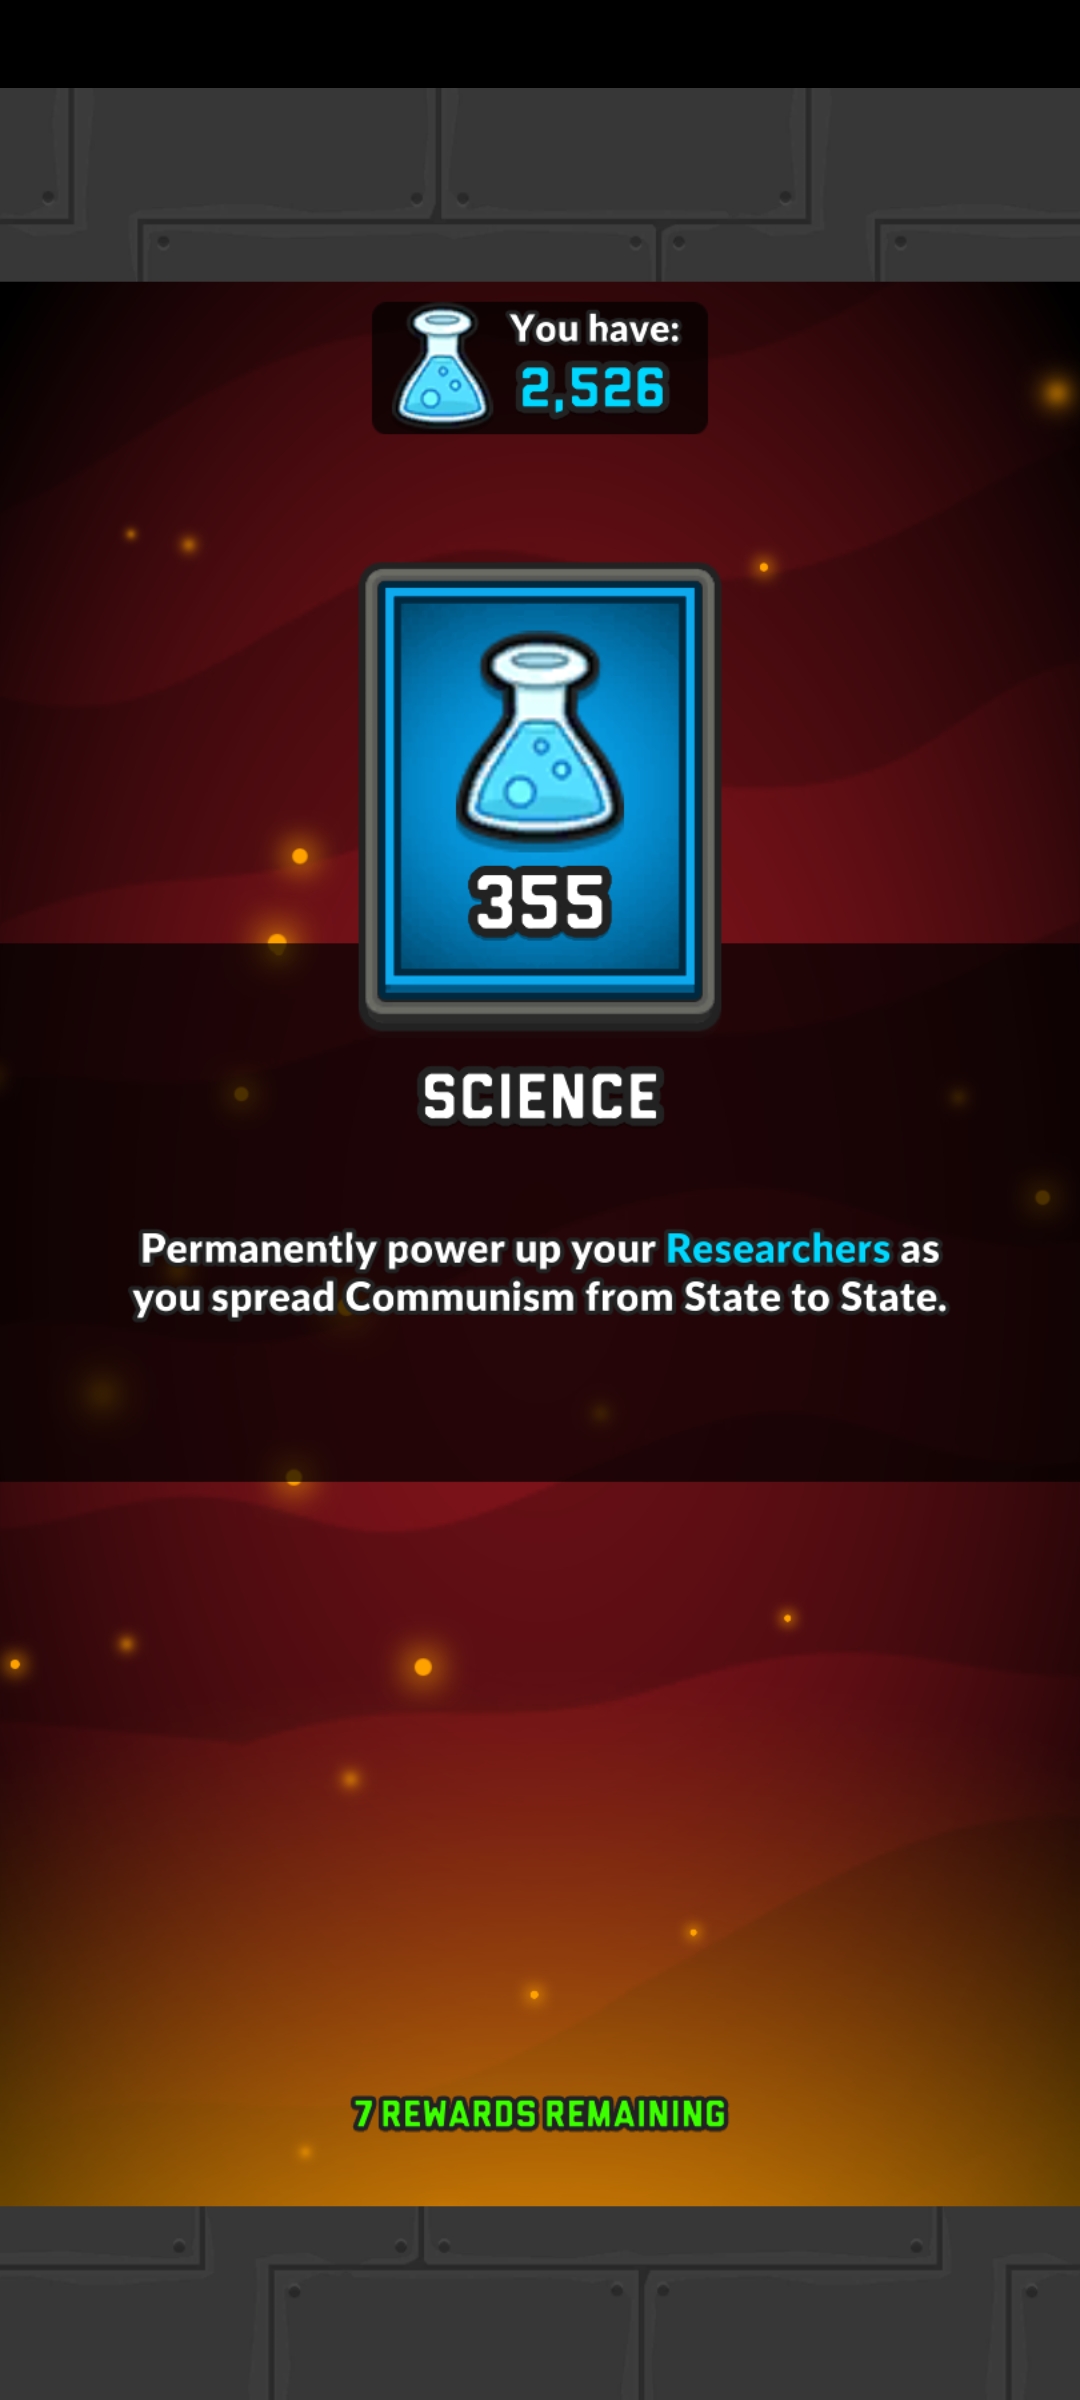 You have:
2,526
355
SCIENCE
Permanently power up your Researchers as
you spread Communism from State to State.
7 REWARDS REMAINING